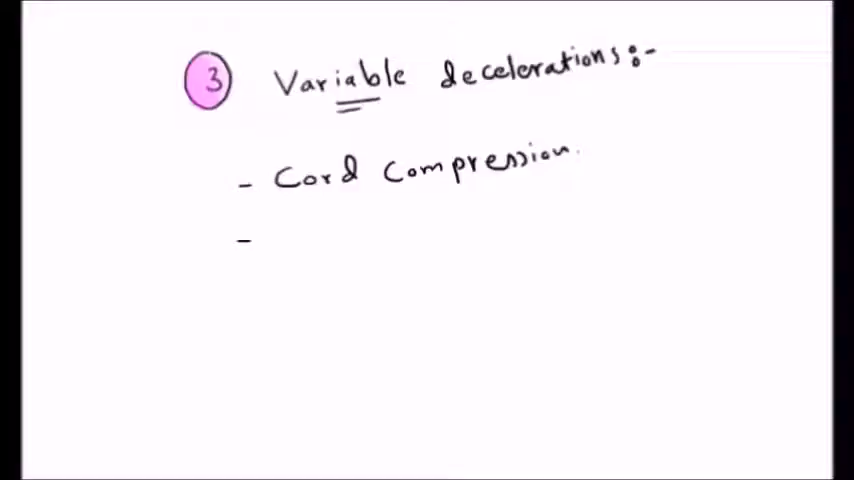 3 Variable decelerations:-
- Cord compression.
-